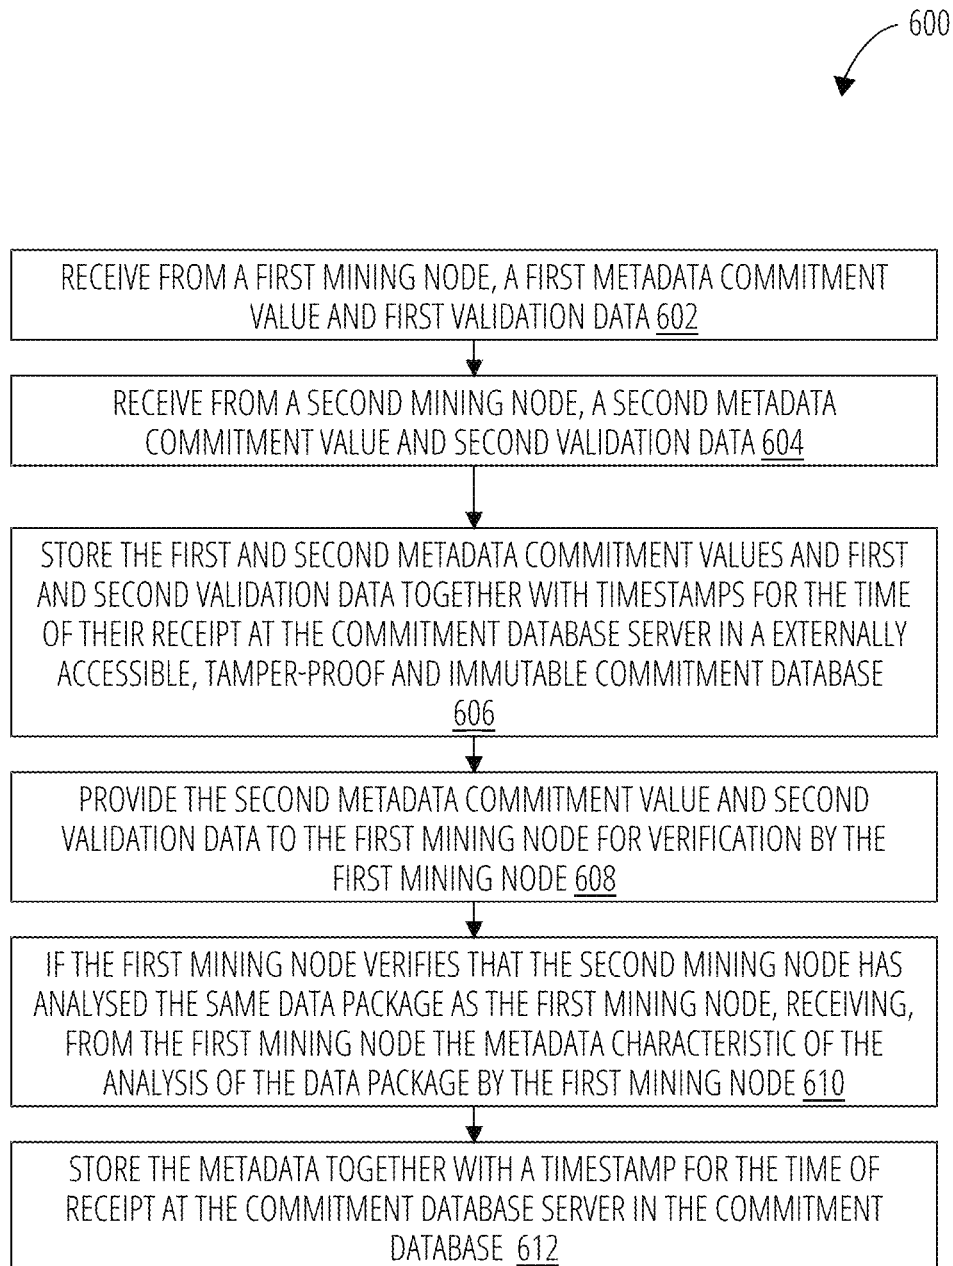 600
RECEIVE FROM A FIRST MINING NODE, A FIRST METADATA COMMITMENT
VALUE AND FIRST VALIDATION DATA 602
RECEIVE FROM A SECOND MINING NODE, A SECOND METADATA
COMMITMENT VALUE AND SECOND VALIDATION DATA 604
STORE THE FIRST AND SECOND METADATA COMMITMENT VALUES AND FIRST
AND SECOND VALIDATION DATA TOGETHER WITH TIMESTAMPS FOR THE TIME
OF THEIR RECEIPT AT THE COMMITMENT DATABASE SERVER IN A EXTERNALLY
ACCESSIBLE, TAMPER-PROOF AND IMMUTABLE COMMITMENT DATABASE
606
PROVIDE THE SECOND METADATA COMMITMENT VALUE AND SECOND
VALIDATION DATA TO THE FIRST MINING NODE FOR VERIFICATION BY THE
FIRST MINING NODE 608
IF THE FIRST MINING NODE VERIFIES THAT THE SECOND MINING NODE HAS
ANALYSED THE SAME DATA PACKAGE AS THE FIRST MINING NODE, RECEIVING,
FROM THE FIRST MINING NODE THE METADATA CHARACTERISTIC OF THE
ANALYSIS OF THE DATA PACKAGE BY THE FIRST MINING NODE 610
STORE THE METADATA TOGETHER WITH A TIMESTAMP FOR THE TIME OF
RECEIPT AT THE COMMITMENT DATABASE SERVER IN THE COMMITMENT
DATABASE 612